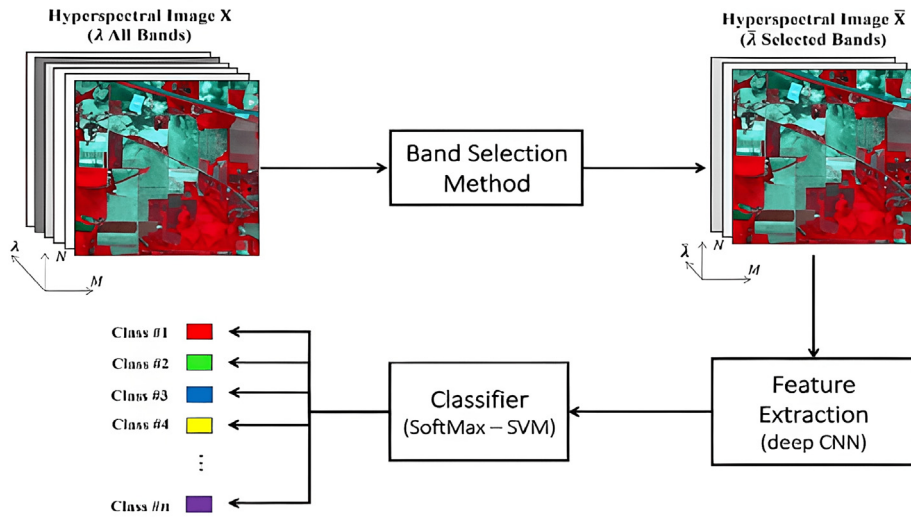 Hyperspectral Image X
(λ All Bands)
Hyperspectral Image X̄
(λ̄ Selected Bands)
Band Selection
Method
λ
N
M
λ̄
N
M
Class #1
Class #2
Class #3
Class #4
⋮
Class #n
Classifier
(SoftMax – SVM)
Feature
Extraction
(deep CNN)